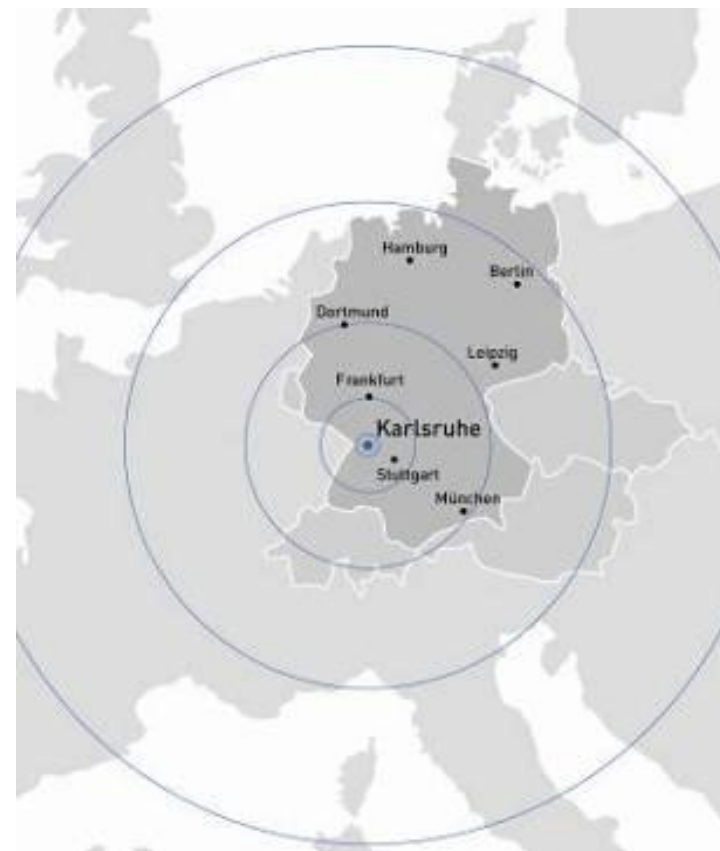 Hamburg
Berlin
Dortmund
Leipzig
Frankfurt
Karlsruhe
Stuttgart
München